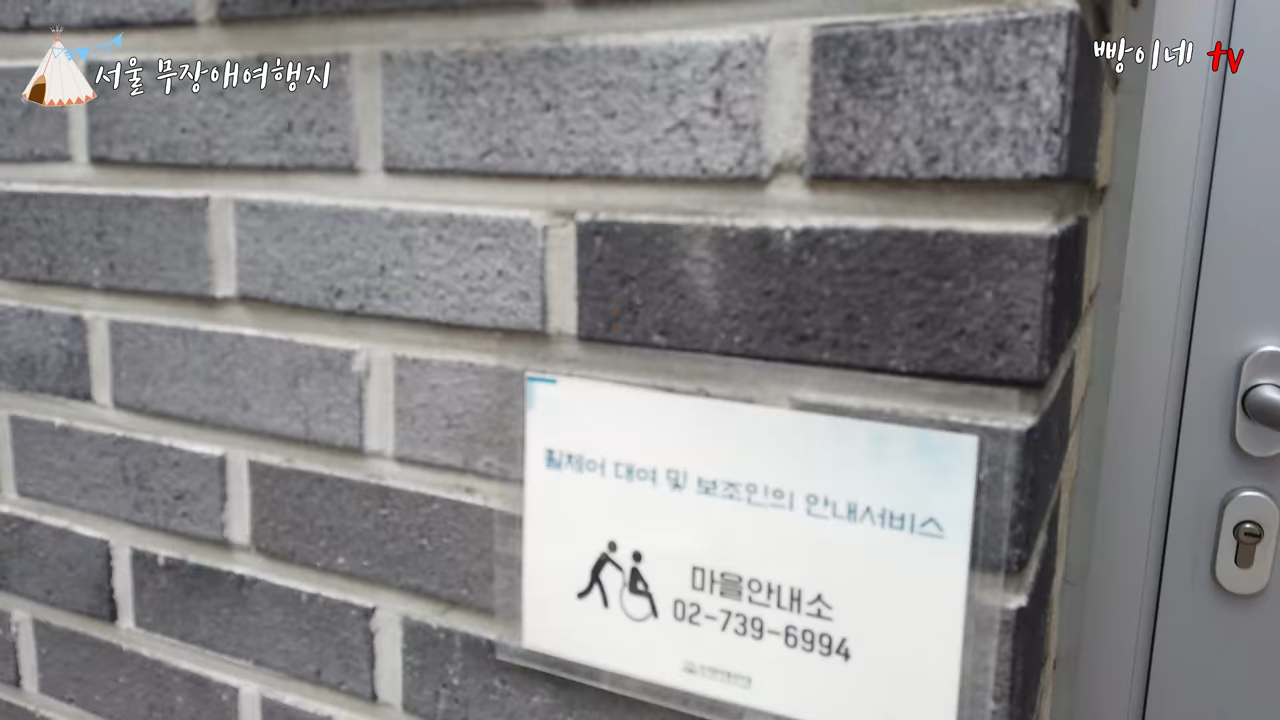 서울 무장애여행지
빵이네 tv
휠체어 대여 및 보조인의 안내서비스
마을안내소
02-739-6994